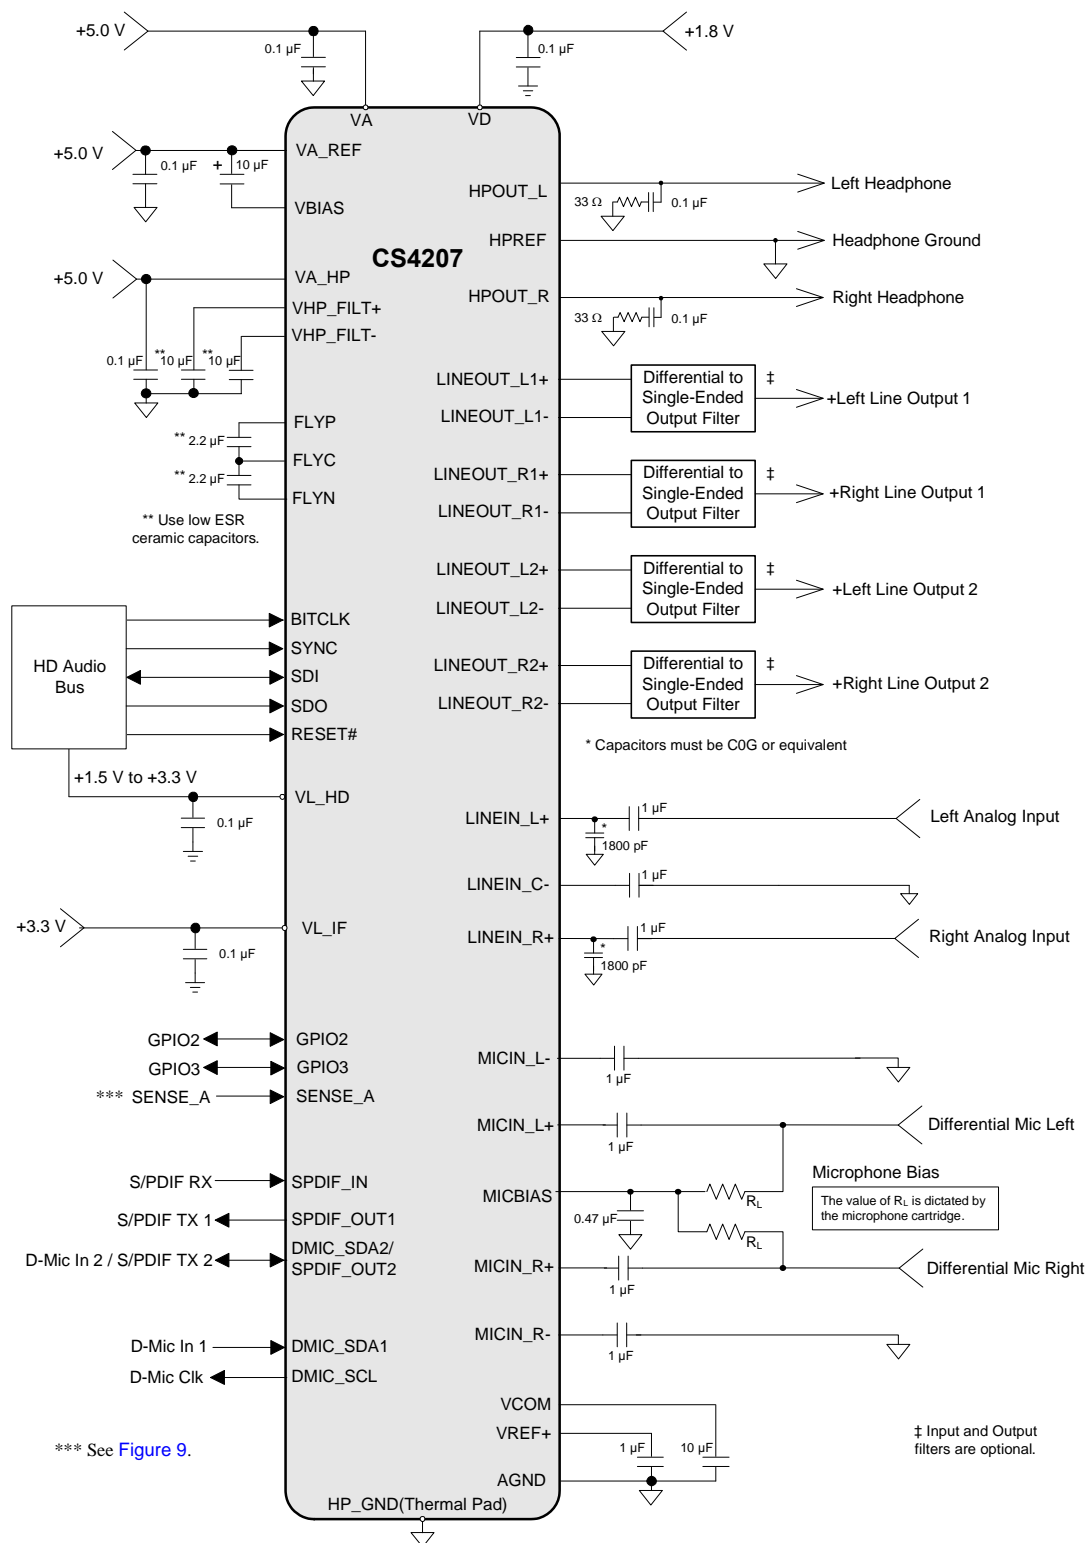 +5.0 V
0.1 µF
0.1 µF
+1.8 V
VA
VD
+5.0 V
0.1 µF
+
10 µF
VA_REF
VBIAS
CS4207
+5.0 V
VA_HP
VHP_FILT+
VHP_FILT-
0.1 µF
**
10 µF
**
10 µF
FLYP
** 2.2 µF
FLYC
** 2.2 µF
FLYN
** Use low ESR
ceramic capacitors.
HD Audio
Bus
BITCLK
SYNC
SDI
SDO
RESET#
+1.5 V to +3.3 V
VL_HD
0.1 µF
+3.3 V
VL_IF
0.1 µF
GPIO2
GPIO2
GPIO3
GPIO3
*** SENSE_A
SENSE_A
S/PDIF RX
SPDIF_IN
S/PDIF TX 1
SPDIF_OUT1
D-Mic In 2 / S/PDIF TX 2
DMIC_SDA2/
SPDIF_OUT2
D-Mic In 1
DMIC_SDA1
D-Mic Clk
DMIC_SCL
*** See Figure 9.
HPOUT_L
33 Ω
0.1 µF
Left Headphone
HPREF
Headphone Ground
HPOUT_R
33 Ω
0.1 µF
Right Headphone
LINEOUT_L1+
LINEOUT_L1-
Differential to
Single-Ended
Output Filter
‡
+Left Line Output 1
LINEOUT_R1+
LINEOUT_R1-
Differential to
Single-Ended
Output Filter
‡
+Right Line Output 1
LINEOUT_L2+
LINEOUT_L2-
Differential to
Single-Ended
Output Filter
‡
+Left Line Output 2
LINEOUT_R2+
LINEOUT_R2-
Differential to
Single-Ended
Output Filter
‡
+Right Line Output 2
* Capacitors must be C0G or equivalent
LINEIN_L+
1 µF
*
1800 pF
Left Analog Input
LINEIN_C-
1 µF
LINEIN_R+
1 µF
*
1800 pF
Right Analog Input
MICIN_L-
1 µF
MICIN_L+
1 µF
Differential Mic Left
Microphone Bias
The value of RL is dictated by
the microphone cartridge.
MICBIAS
RL
0.47 µF
RL
MICIN_R+
1 µF
Differential Mic Right
MICIN_R-
1 µF
VCOM
VREF+
1 µF
10 µF
AGND
‡ Input and Output
filters are optional.
HP_GND(Thermal Pad)